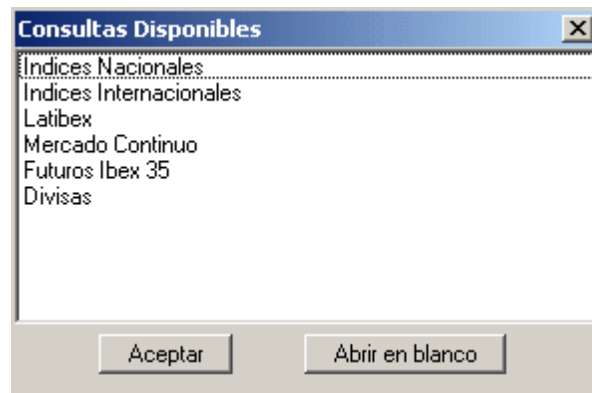 Consultas Disponibles
Indices Nacionales
Indices Internacionales
Latibex
Mercado Continuo
Futuros Ibex 35
Divisas
Aceptar
Abrir en blanco